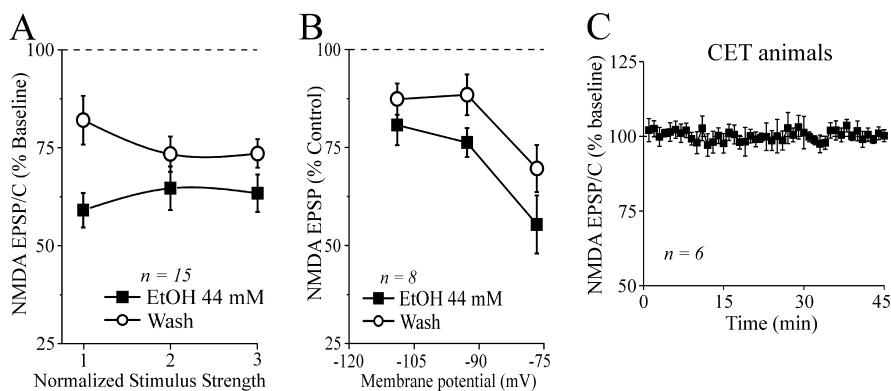 A
NMDA EPSP/C (% Baseline)
100
75
50
25
n = 15
EtOH 44 mM
Wash
1 2 3
Normalized Stimulus Strength
B
NMDA EPSP (% Control)
100
75
50
25
n = 8
EtOH 44 mM
Wash
-120 -105 -90 -75
Membrane potential (mV)
C
CET animals
NMDA EPSP/C (% baseline)
125
100
75
50
n = 6
0 15 30 45
Time (min)